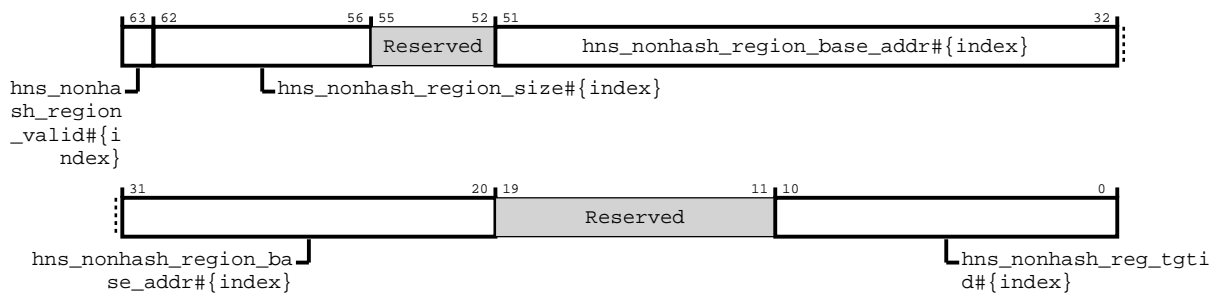 63 62 56 55 52 51 32
Reserved hns_nonhash_region_base_addr#{index}
hns_nonha
sh_region
_valid#{i
ndex}
hns_nonhash_region_size#{index}
31 20 19 11 10 0
Reserved
hns_nonhash_region_ba
se_addr#{index}
hns_nonhash_reg_tgti
d#{index}